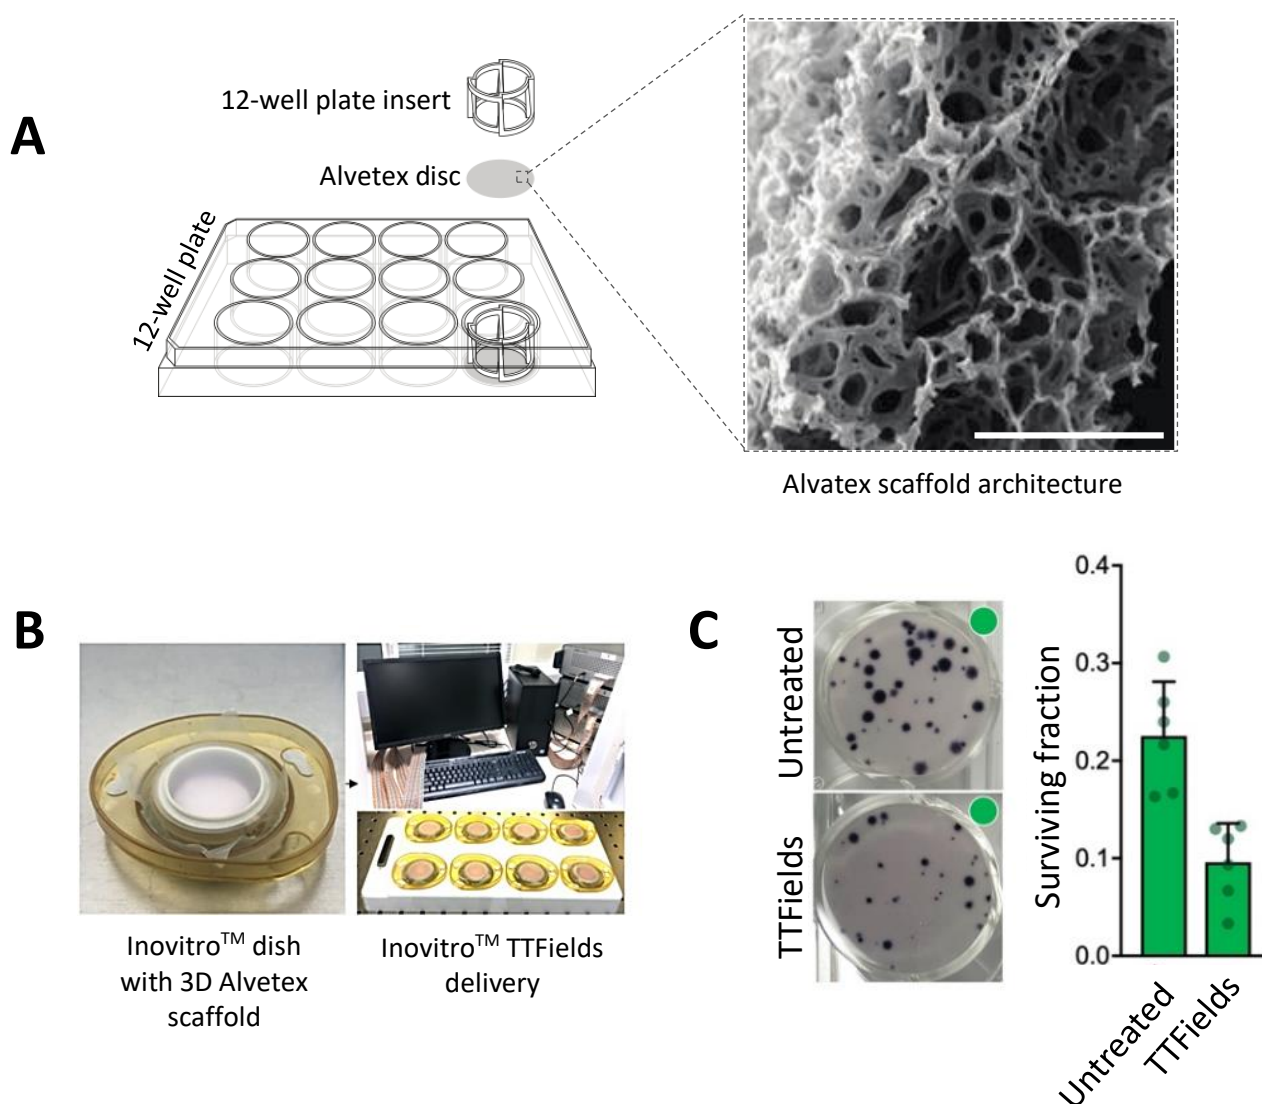 A
12-well plate insert
Alvetex disc
12-well plate
Alvatex scaffold architecture
B
Inovitro™ dish
with 3D Alvetex
scaffold
Inovitro™ TTFields
delivery
C
Untreated
TTFields
Surviving fraction
0.4
0.3
0.2
0.1
0.0
Untreated
TTFields